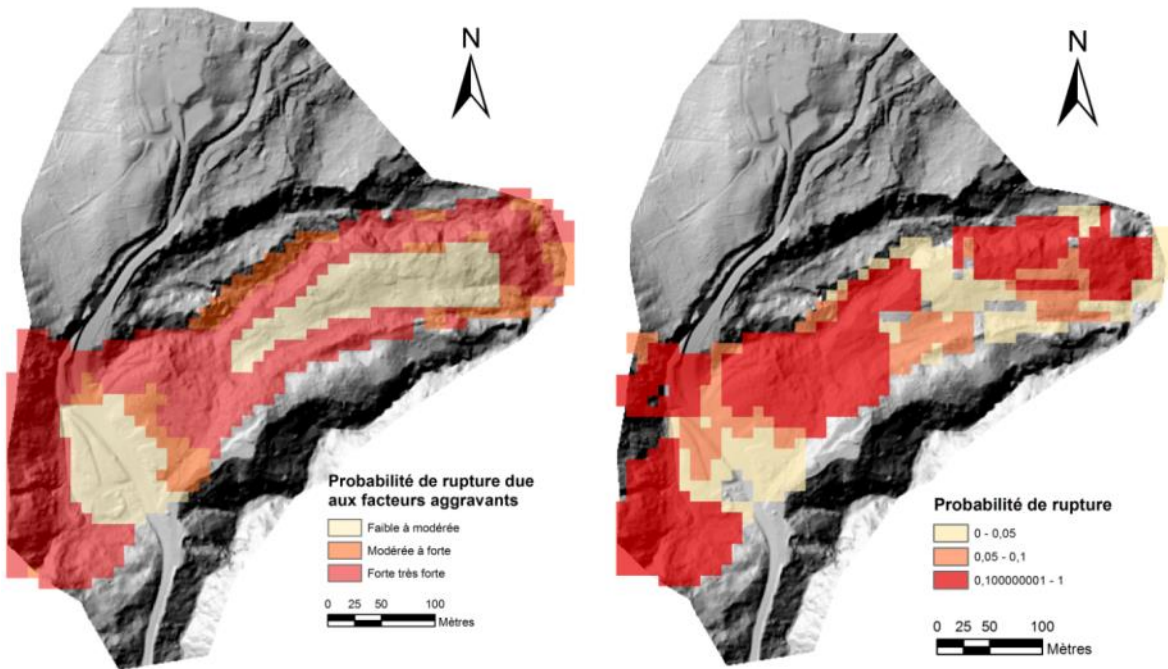 N
Probabilité de rupture due
aux facteurs aggravants
Faible à modérée
Modérée à forte
Forte très forte
0 25 50 100
Mètres
N
Probabilité de rupture
0 - 0,05
0,05 - 0,1
0,100000001 - 1
0 25 50 100
Mètres